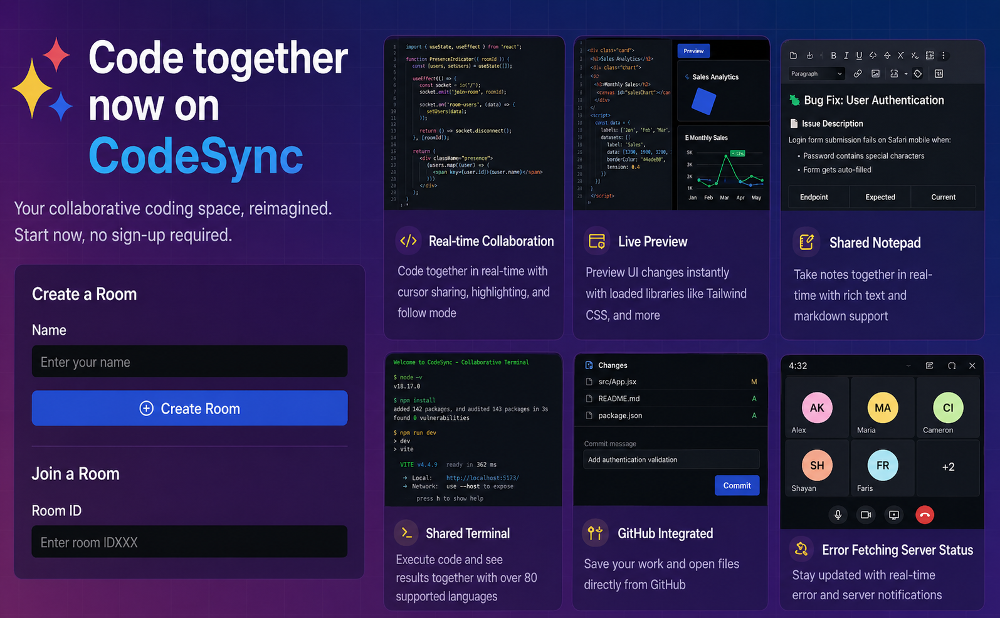 Code together
now on
CodeSync
Your collaborative coding space, reimagined.
Start now, no sign-up required.
Create a Room
Name
Enter your name
Create Room
Join a Room
Room ID
Enter room IDXXX
import { useState, useEffect } from 'react';
function PresenceIndicator({ roomId }) {
const [users, setUsers] = useState([]);
useEffect(() => {
const socket = io('/');
socket.emit('join-room', roomId);
socket.on('room-users', (data) => {
setUsers(data);
});
return () => socket.disconnect();
}, [roomId]);
return (
<div className="presence">
<span key={user.id}>{user.name}</span>
</div>
);
}
Real-time Collaboration
Code together in real-time with
cursor sharing, highlighting, and
follow mode
<div class="card">
<h1>Sales Analytics</h2>
<div class="chart">
<h3>Monthly Sales</h3>
<canvas id="salesChart"></can
</div>
<script>
const data = {
labels: ['Jan', 'Feb', 'Mar',
datasets: [{
label: 'Sales',
data: [1200, 1900, 3200,
tension: 0.4
})
}}
}
</script>
Preview
Sales Analytics
E Monthly Sales
5K
3K
2K
1K
Jan Feb Mar Apr May
Live Preview
Preview UI changes instantly
with loaded libraries like Tailwind
CSS, and more
B I U
Paragraph
Bug Fix: User Authentication
Issue Description
Login form submission fails on Safari mobile when:
• Password contains special characters
• Form gets auto-filled
Endpoint Expected Current
Shared Notepad
Take notes together in real-
time with rich text and
markdown support
Welcome to CodeSync - Collaborative Terminal
$ mode -v
v18.17.0
$ npm install
added 142 packages, and audited 143 packages in 3s
found 0 vulnerabilities
$ npm run dev
> dev
> vite
VITE v4.4.9 ready in 362 ms
➜ Local: http://localhost:5173/
➜ Network: use --host to expose
press h to show help
Shared Terminal
Execute code and see
results together with over 80
supported languages
Changes
src/App.jsx M
README.md A
package.json A
Commit message
Add authentication validation
Commit
GitHub Integrated
Save your work and open files
directly from GitHub
4:32
AK MA CI
Alex Maria Cameron
SH FR +2
Shayan Faris
Error Fetching Server Status
Stay updated with real-time
error and server notifications